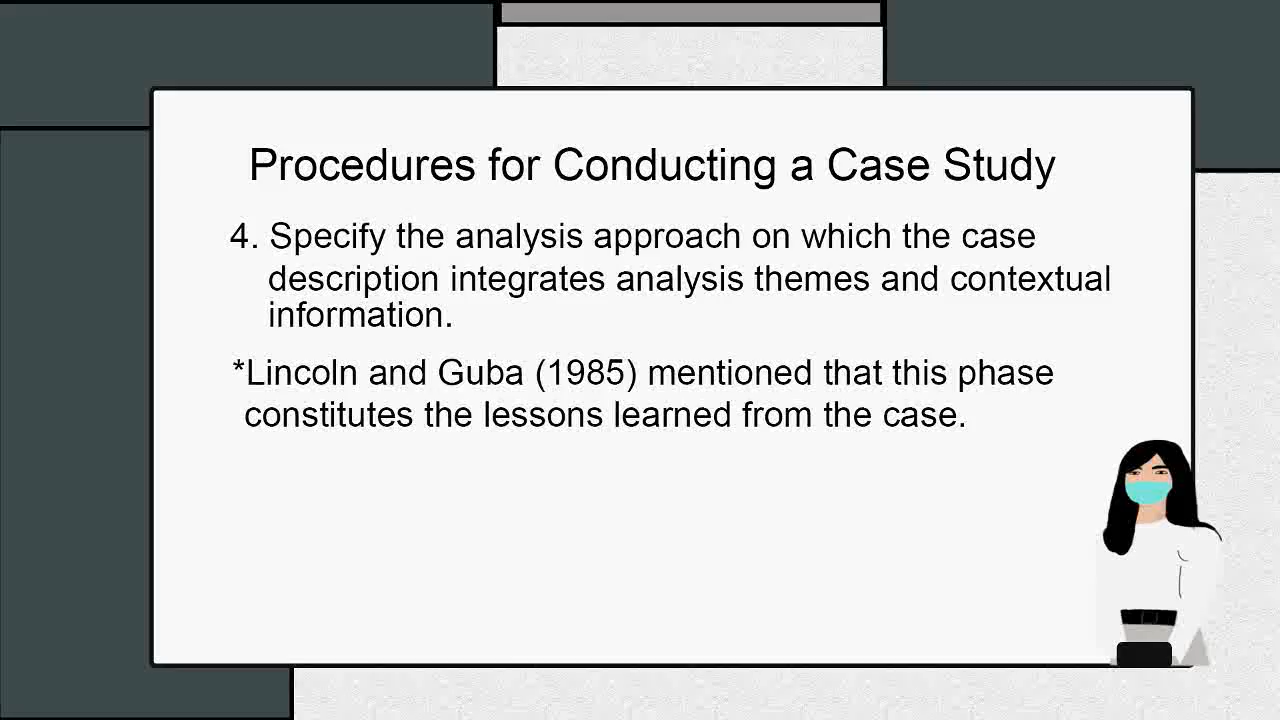 Procedures for Conducting a Case Study
4. Specify the analysis approach on which the case
description integrates analysis themes and contextual
information.
*Lincoln and Guba (1985) mentioned that this phase
constitutes the lessons learned from the case.